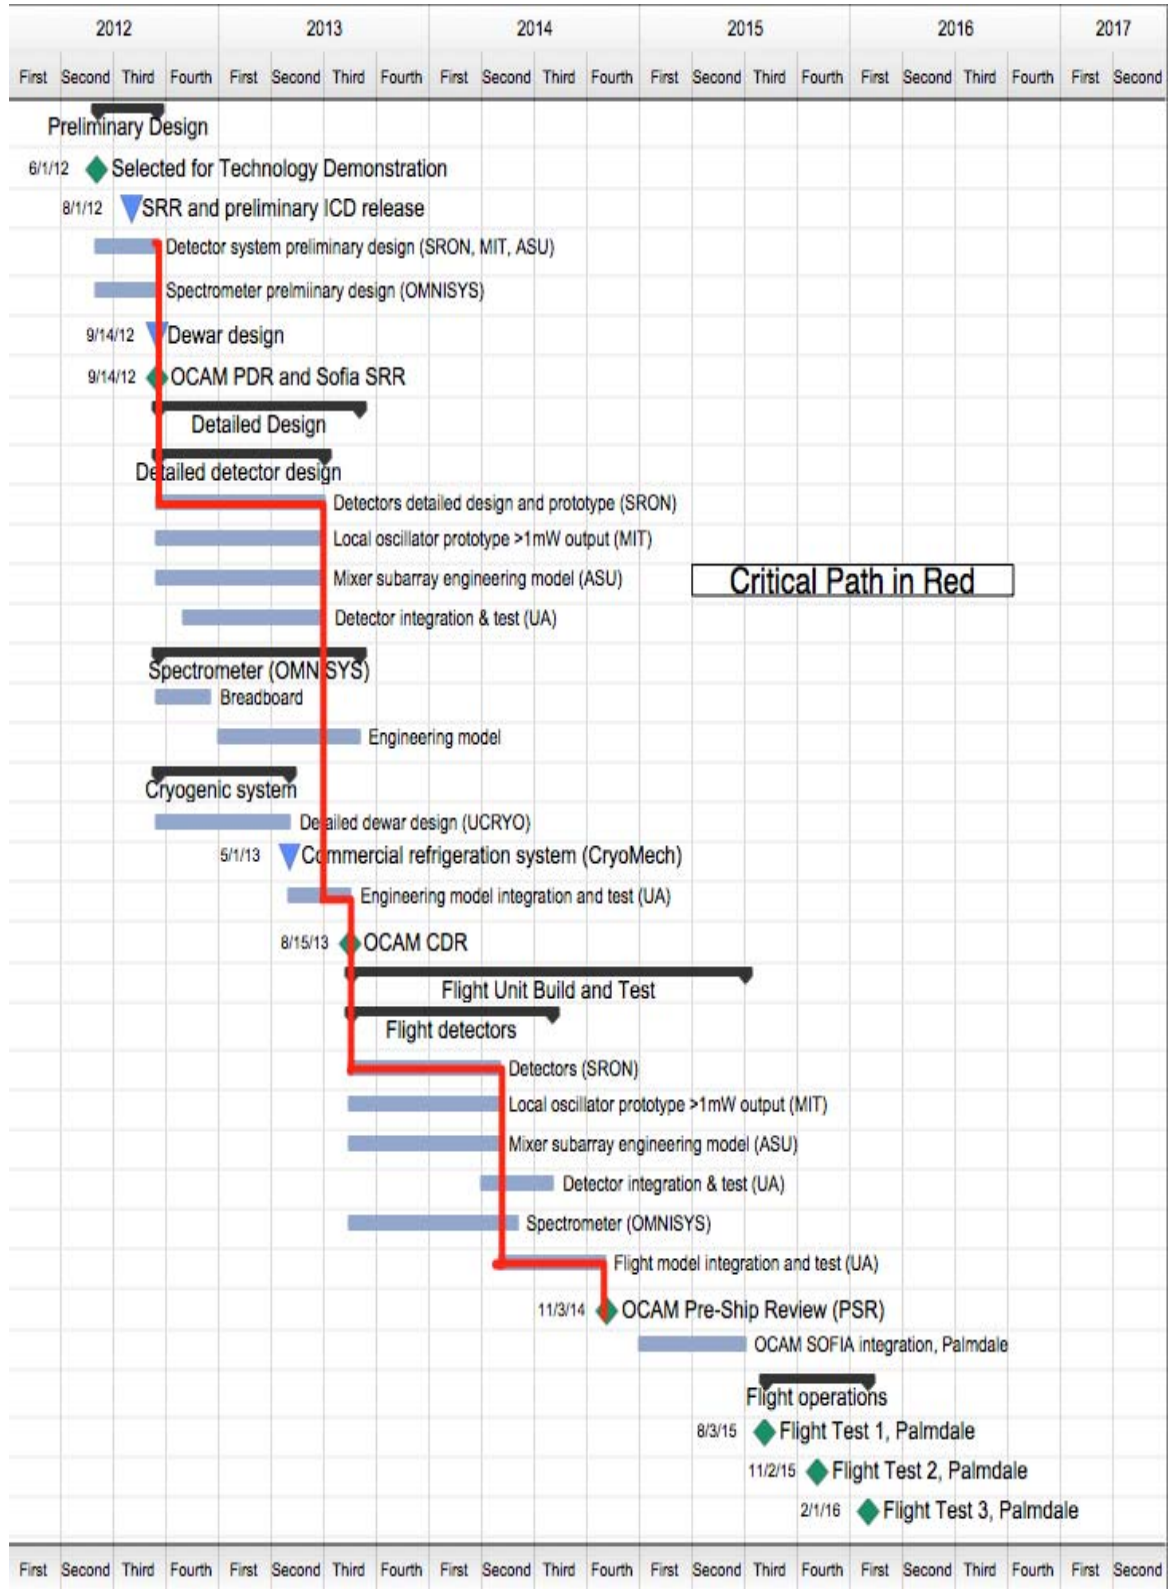 2012 2013 2014 2015 2016 2017
First Second Third Fourth First Second Third Fourth First Second Third Fourth First Second Third Fourth First Second Third Fourth First Second
Preliminary Design
6/1/12 Selected for Technology Demonstration
8/1/12 SRR and preliminary ICD release
Detector system preliminary design (SRON, MIT, ASU)
Spectrometer prelmiinary design (OMNISYS)
9/14/12 Dewar design
9/14/12 OCAM PDR and Sofia SRR
Detailed Design
Detailed detector design
Detectors detailed design and prototype (SRON)
Local oscillator prototype >1mW output (MIT)
Mixer subarray engineering model (ASU) Critical Path in Red
Detector integration & test (UA)
Spectrometer (OMNISYS)
Breadboard
Engineering model
Cryogenic system
Detailed dewar design (UCRYO)
5/1/13 Commercial refrigeration system (CryoMech)
Engineering model integration and test (UA)
8/15/13 OCAM CDR
Flight Unit Build and Test
Flight detectors
Detectors (SRON)
Local oscillator prototype >1mW output (MIT)
Mixer subarray engineering model (ASU)
Detector integration & test (UA)
Spectrometer (OMNISYS)
Flight model integration and test (UA)
11/3/14 OCAM Pre-Ship Review (PSR)
OCAM SOFIA integration, Palmdale
Flight operations
8/3/15 Flight Test 1, Palmdale
11/2/15 Flight Test 2, Palmdale
2/1/16 Flight Test 3, Palmdale
First Second Third Fourth First Second Third Fourth First Second Third Fourth First Second Third Fourth First Second Third Fourth First Second